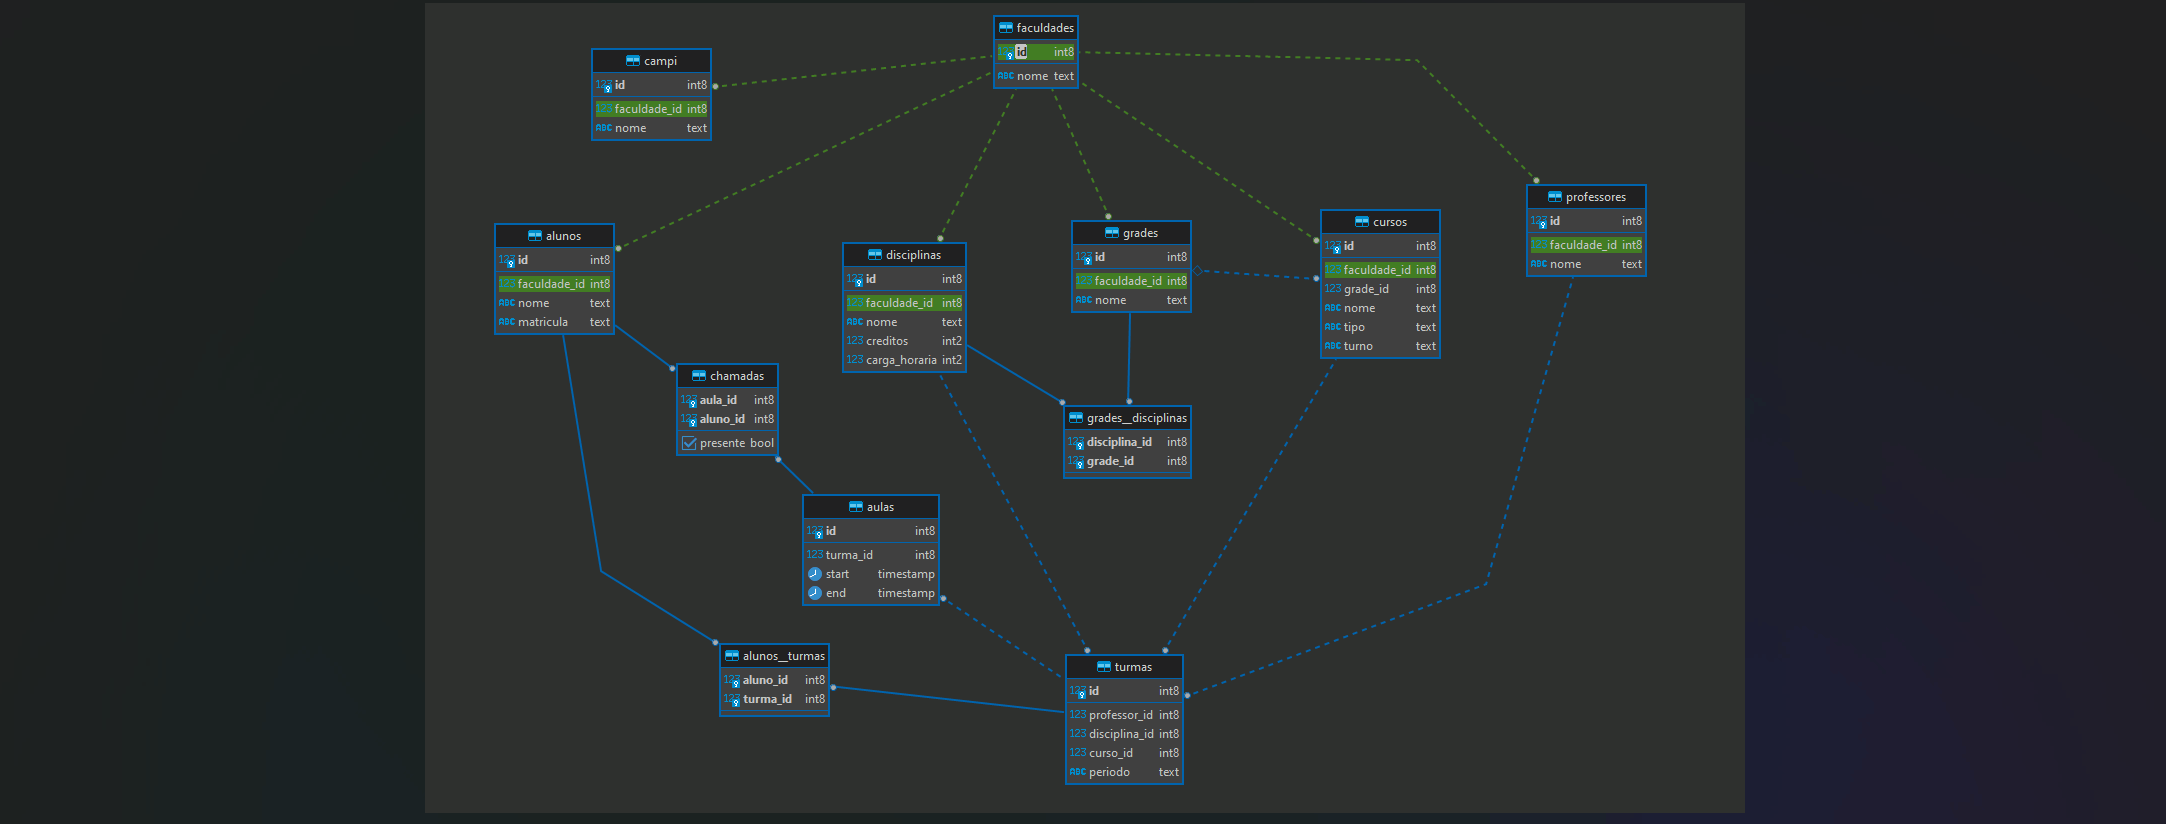 faculdades
123 id int8
ABC nome text
campi
123 id int8
123 faculdade_id int8
ABC nome text
professores
123 id int8
123 faculdade_id int8
ABC nome text
alunos
123 id int8
123 faculdade_id int8
ABC nome text
ABC matricula text
disciplinas
123 id int8
123 faculdade_id int8
ABC nome text
123 creditos int2
123 carga_horaria int2
grades
123 id int8
123 faculdade_id int8
ABC nome text
cursos
123 id int8
123 faculdade_id int8
123 grade_id int8
ABC nome text
ABC tipo text
ABC turno text
chamadas
123 aula_id int8
123 aluno_id int8
presente bool
grades__disciplinas
123 disciplina_id int8
123 grade_id int8
aulas
123 id int8
123 turma_id int8
start timestamp
end timestamp
alunos__turmas
123 aluno_id int8
123 turma_id int8
turmas
123 id int8
123 professor_id int8
123 disciplina_id int8
123 curso_id int8
ABC periodo text